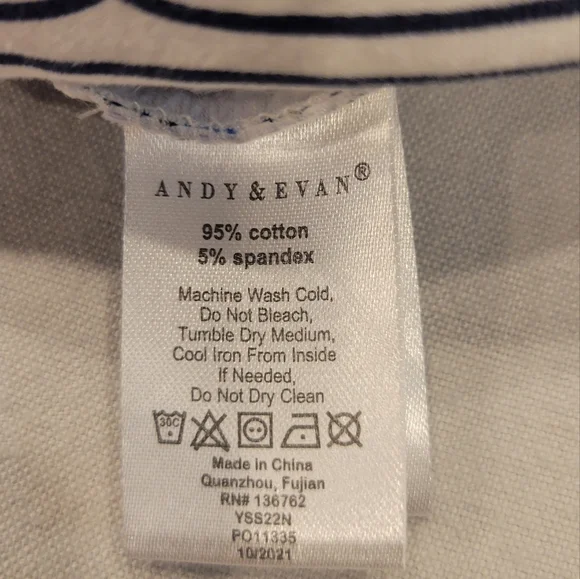 ANDY & EVAN®
95% cotton
5% spandex
Machine Wash Cold,
Do Not Bleach,
Tumble Dry Medium,
Cool Iron From Inside
If Needed,
Do Not Dry Clean
30C
Made in China
Quanzhou, Fujian
RN# 136762
YSS22N
PO11335
10/2021